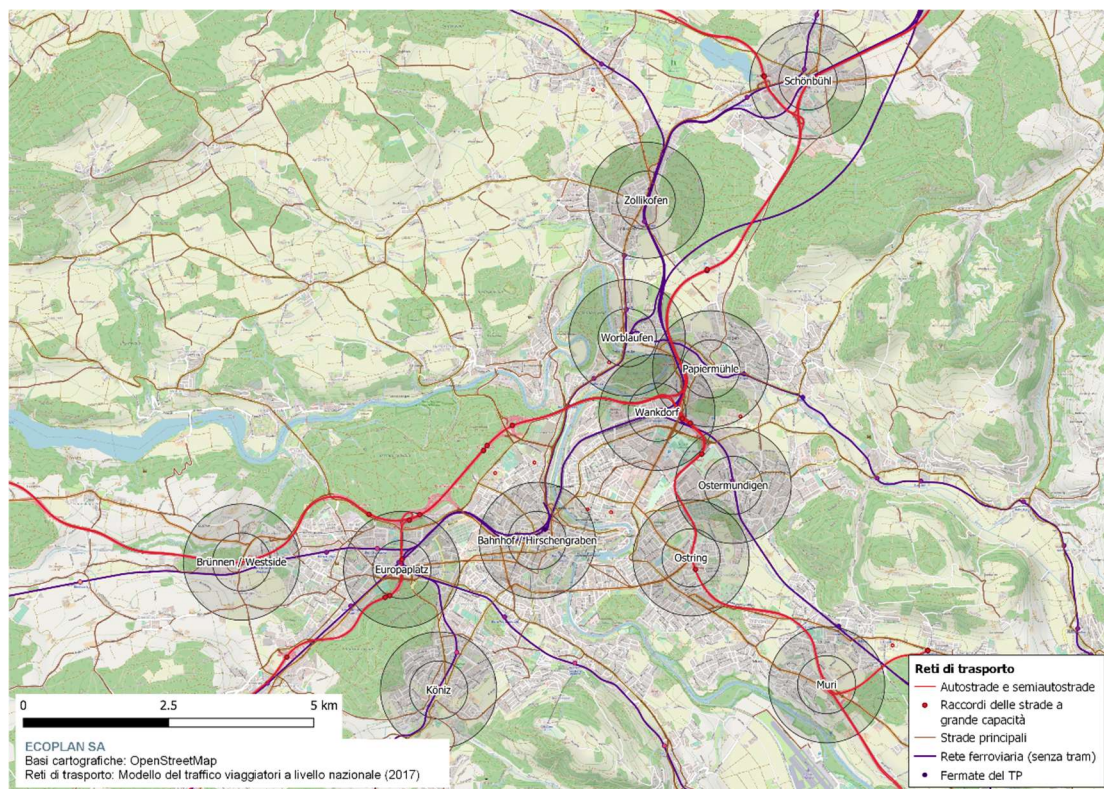 Schönbühl
Zollikofen
Worblaufen
Papiermühle
Wankdorf
Ostermundigen
Bahnhof / Hirschengraben
Ostring
Brünnen / Westside
Europaplatz
Köniz
Muri
0 2.5 5 km
ECOPLAN SA
Basi cartografiche: OpenStreetMap
Reti di trasporto: Modello del traffico viaggiatori a livello nazionale (2017)
Reti di trasporto
Autostrade e semiautostrade
Raccordi delle strade a
grande capacità
Strade principali
Rete ferroviaria (senza tram)
Fermate del TP